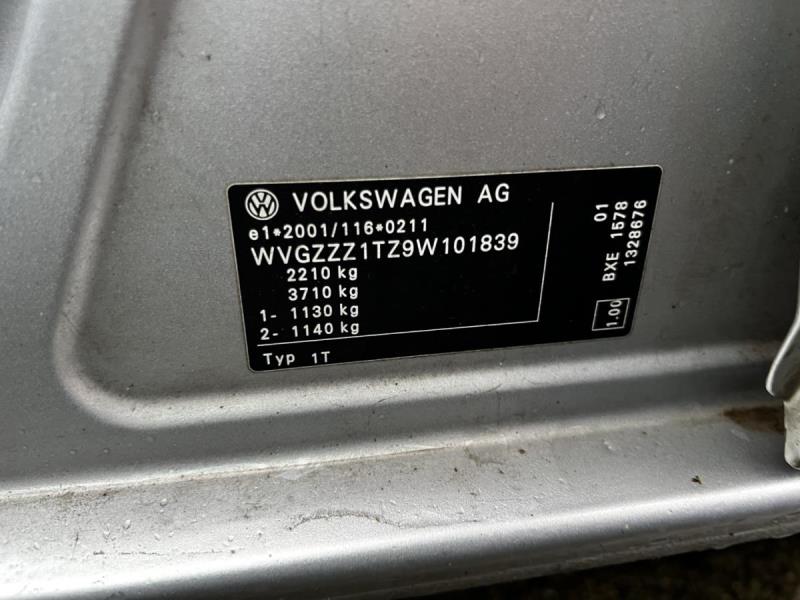 VOLKSWAGEN AG
e1*2001/116*0211
WVGZZZ1TZ9W101839
2210 kg
3710 kg
1- 1130 kg
2- 1140 kg
Typ 1T
01
BXE 1578
1328676
1.00